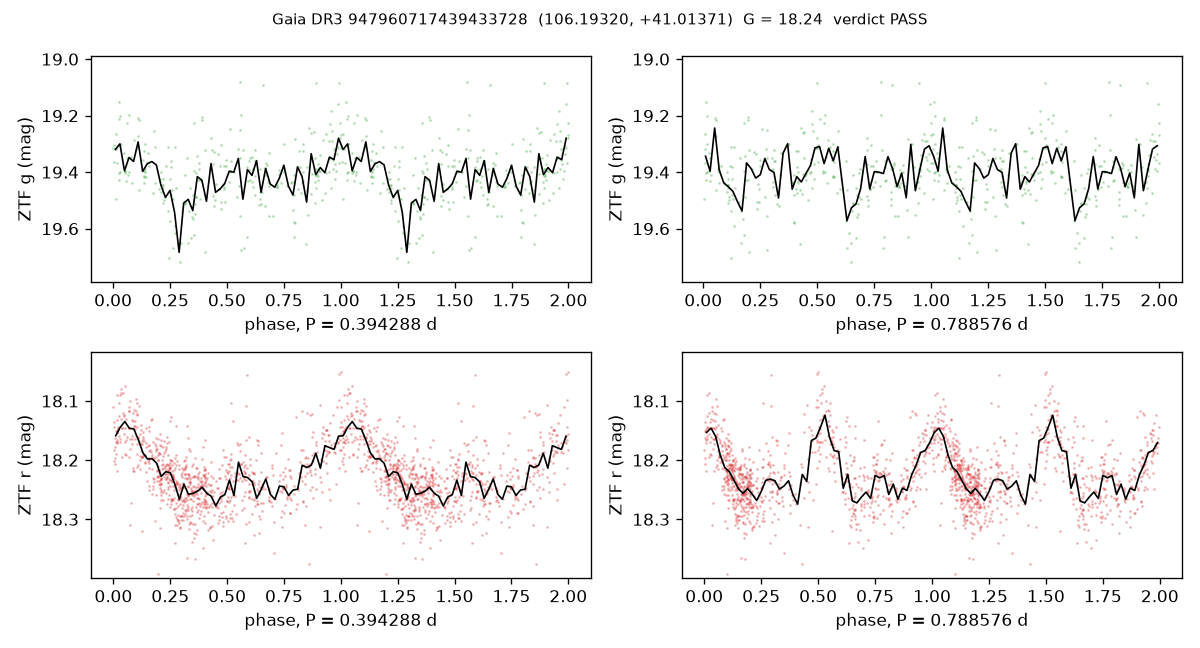 Gaia DR3 947960717439433728  (106.19320, +41.01371)  G = 18.24  verdict PASS
ZTF g (mag)
19.0
19.2
19.4
19.6
0.00 0.25 0.50 0.75 1.00 1.25 1.50 1.75 2.00
phase, P = 0.394288 d
ZTF g (mag)
19.0
19.2
19.4
19.6
0.00 0.25 0.50 0.75 1.00 1.25 1.50 1.75 2.00
phase, P = 0.788576 d
ZTF r (mag)
18.1
18.2
18.3
0.00 0.25 0.50 0.75 1.00 1.25 1.50 1.75 2.00
phase, P = 0.394288 d
ZTF r (mag)
18.1
18.2
18.3
0.00 0.25 0.50 0.75 1.00 1.25 1.50 1.75 2.00
phase, P = 0.788576 d